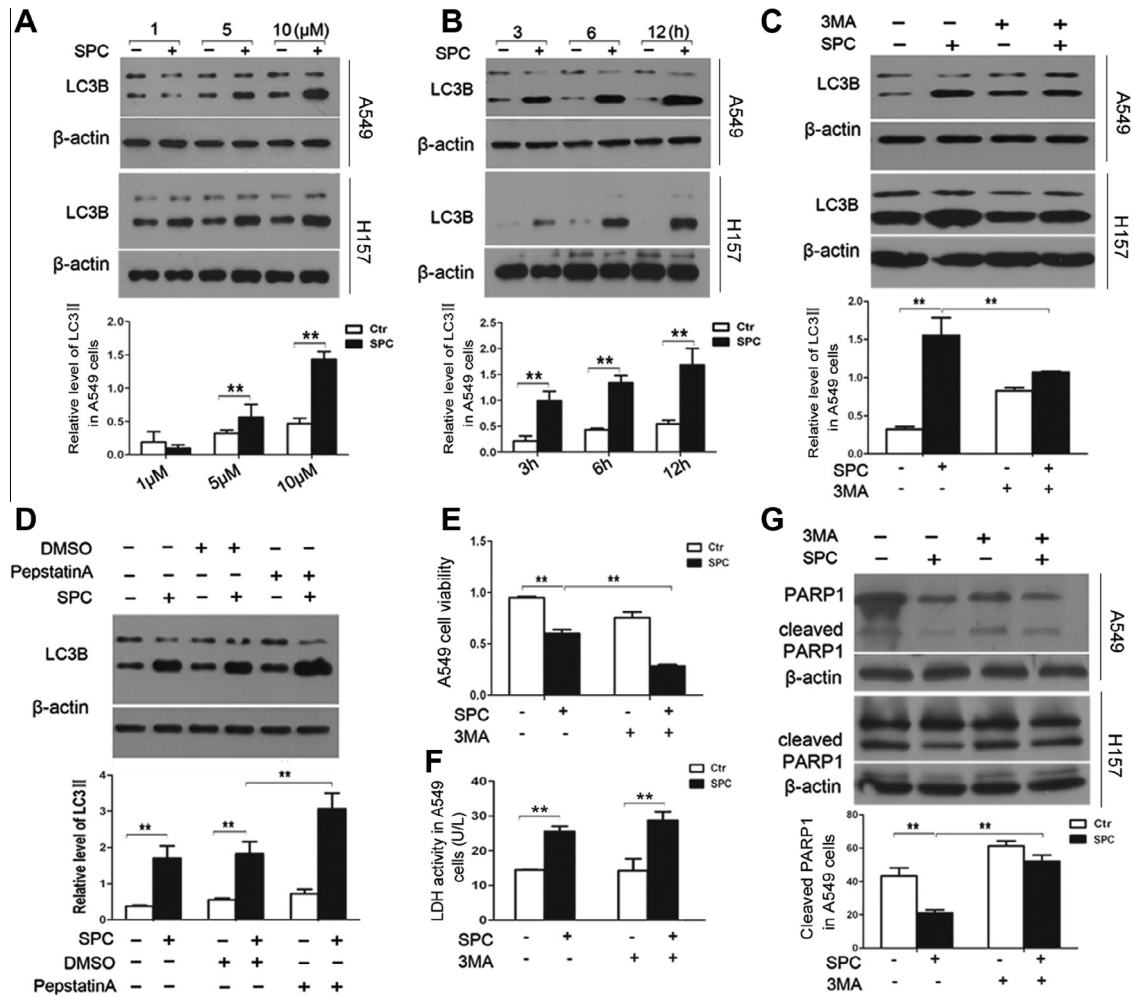 A
1 5 10 (μM)
SPC − + − + − +
LC3B
β-actin
A549
LC3B
β-actin
H157
Relative level of LC3Ⅱ
in A549 cells
2.0
1.5
1.0
0.5
0.0
** **
Ctr
SPC
1μM 5μM 10μM
B
3 6 12 (h)
SPC − + − + − +
LC3B
β-actin
A549
LC3B
β-actin
H157
Relative level of LC3Ⅱ
in A549 cells
2.5
2.0
1.5
1.0
0.5
0.0
** ** **
Ctr
SPC
3h 6h 12h
C
3MA − − + +
SPC − + − +
LC3B
β-actin
A549
LC3B
β-actin
H157
Relative level of LC3Ⅱ
in A549 cells
2.0
1.5
1.0
0.5
0.0
** **
Ctr
SPC
SPC - + - +
3MA - - + +
D
DMSO − − + + − −
PepstatinA − − − − + +
SPC − + − + − +
LC3B
β-actin
Relative level of LC3Ⅱ
4
3
2
1
0
** ** **
Ctr
SPC
SPC − + − + − +
DMSO − − + + − −
PepstatinA − − − − + +
E
A549 cell viability
1.5
1.0
0.5
0.0
** **
Ctr
SPC
SPC - + - +
3MA - - + +
F
LDH activity in A549
cells (U/L)
40
30
20
10
0
** **
Ctr
SPC
SPC - + - +
3MA - - + +
G
3MA − − + +
SPC − + − +
PARP1
cleaved
PARP1
β-actin
A549
cleaved
PARP1
β-actin
H157
Cleaved PARP1
in A549 cells
80
60
40
20
0
** **
Ctr
SPC
SPC - + - +
3MA - - + +